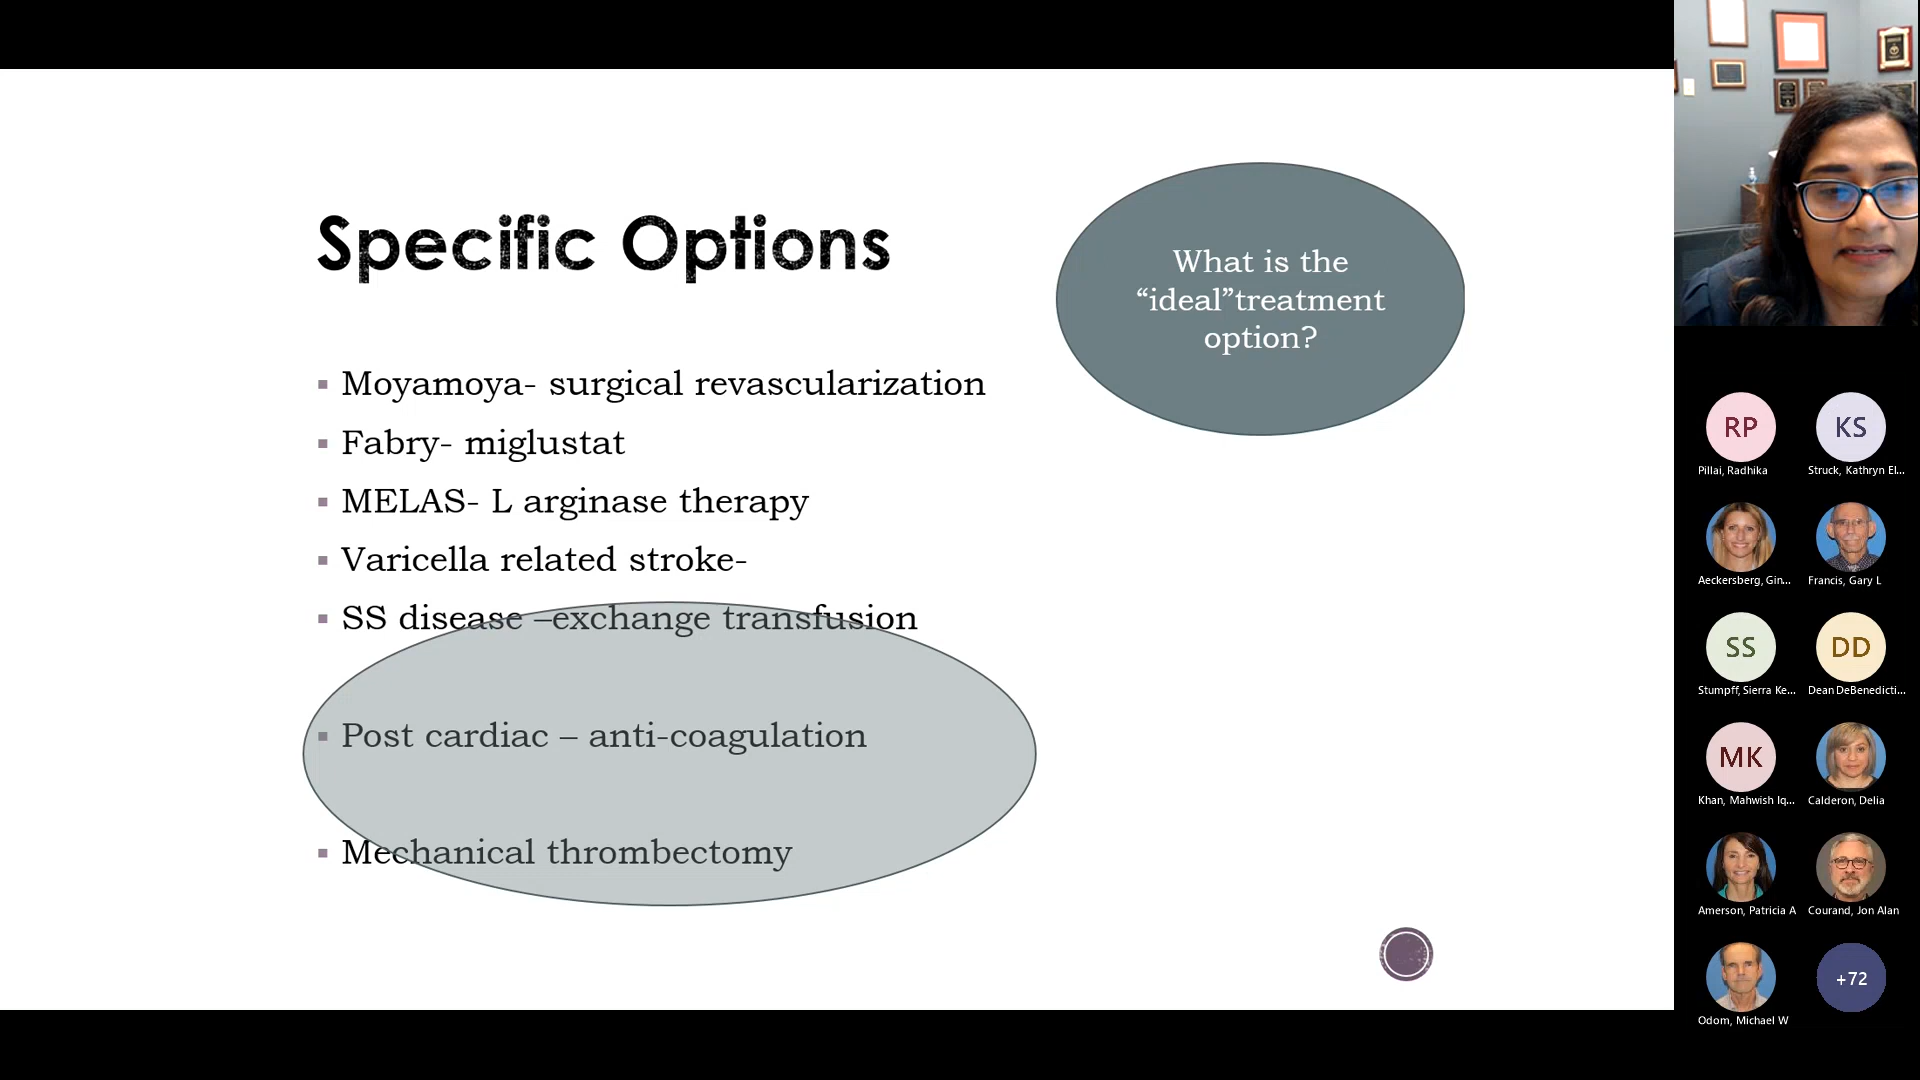 Specific Options
What is the
“ideal”treatment
option?
Moyamoya- surgical revascularization
Fabry- miglustat
MELAS- L arginase therapy
Varicella related stroke-
SS disease –exchange transfusion
Post cardiac – anti-coagulation
Mechanical thrombectomy
RP
KS
Pillai, Radhika
Struck, Kathryn El...
Aeckersberg, Gin...
Francis, Gary L
SS
DD
Stumpff, Sierra Ke...
Dean DeBenedicti...
MK
Khan, Mahwish Iq...
Calderon, Delia
Amerson, Patricia A
Courand, Jon Alan
+72
Odom, Michael W